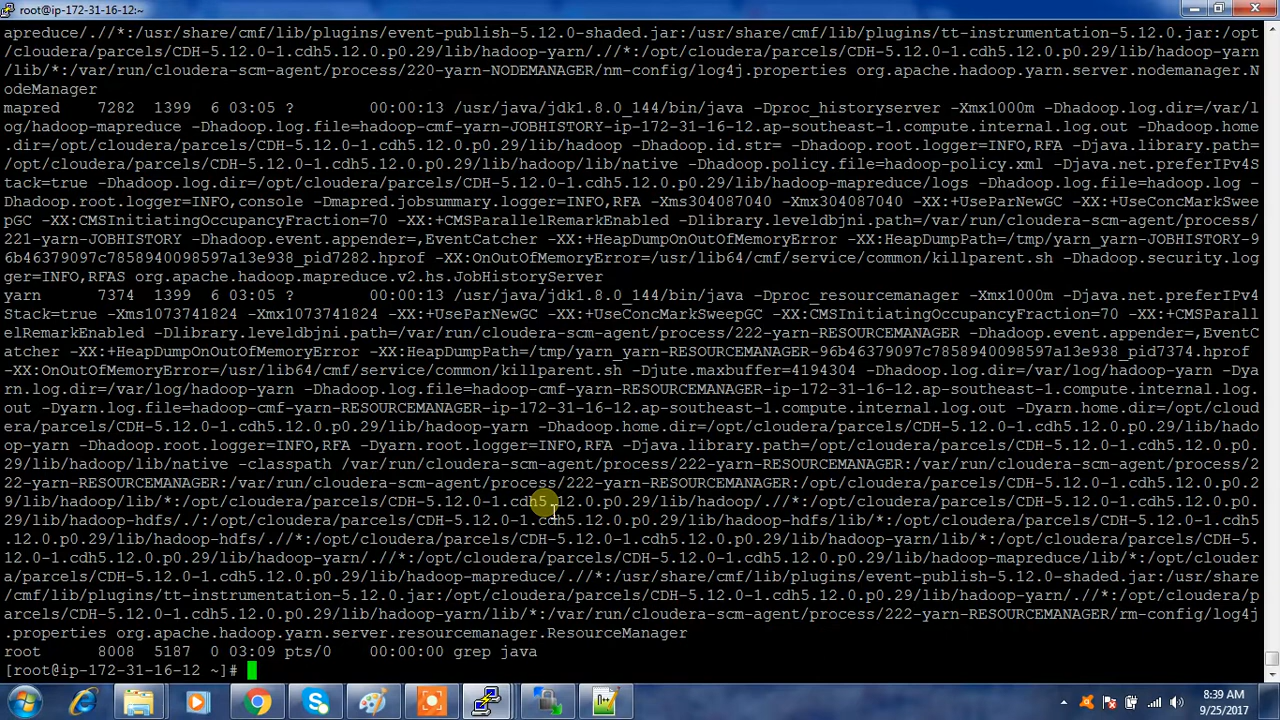 root@ip-172-31-16-12:~
apreduce/.//*:/usr/share/cmf/lib/plugins/event-publish-5.12.0-shaded.jar:/usr/share/cmf/lib/plugins/tt-instrumentation-5.12.0.jar:/opt
/cloudera/parcels/CDH-5.12.0-1.cdh5.12.0.p0.29/lib/hadoop-yarn/.//*:/opt/cloudera/parcels/CDH-5.12.0-1.cdh5.12.0.p0.29/lib/hadoop-yarn
/lib/*:/var/run/cloudera-scm-agent/process/220-yarn-NODEMANAGER/nm-config/log4j.properties org.apache.hadoop.yarn.server.nodemanager.N
odeManager
mapred 7282 1399 6 03:05 ? 00:00:13 /usr/java/jdk1.8.0_144/bin/java -Dproc_historyserver -Xmx1000m -Dhadoop.log.dir=/var/l
og/hadoop-mapreduce -Dhadoop.log.file=hadoop-cmf-yarn-JOBHISTORY-ip-172-31-16-12.ap-southeast-1.compute.internal.log.out -Dhadoop.home
.dir=/opt/cloudera/parcels/CDH-5.12.0-1.cdh5.12.0.p0.29/lib/hadoop -Dhadoop.id.str= -Dhadoop.root.logger=INFO,RFA -Djava.library.path=
/opt/cloudera/parcels/CDH-5.12.0-1.cdh5.12.0.p0.29/lib/hadoop/lib/native -Dhadoop.policy.file=hadoop-policy.xml -Djava.net.preferIPv4S
tack=true -Dhadoop.log.dir=/opt/cloudera/parcels/CDH-5.12.0-1.cdh5.12.0.p0.29/lib/hadoop-mapreduce/logs -Dhadoop.log.file=hadoop.log -
Dhadoop.root.logger=INFO,console -Dmapred.jobsummary.logger=INFO,RFA -Xms304087040 -Xmx304087040 -XX:+UseParNewGC -XX:+UseConcMarkSwee
pGC -XX:CMSInitiatingOccupancyFraction=70 -XX:+CMSParallelRemarkEnabled -Dlibrary.leveldbjni.path=/var/run/cloudera-scm-agent/process/
221-yarn-JOBHISTORY -Dhadoop.event.appender=,EventCatcher -XX:+HeapDumpOnOutOfMemoryError -XX:HeapDumpPath=/tmp/yarn_yarn-JOBHISTORY-9
6b46379097c7858940098597a13e938_pid7282.hprof -XX:OnOutOfMemoryError=/usr/lib64/cmf/service/common/killparent.sh -Dhadoop.security.log
ger=INFO,RFAS org.apache.hadoop.mapreduce.v2.hs.JobHistoryServer
yarn 7374 1399 6 03:05 ? 00:00:13 /usr/java/jdk1.8.0_144/bin/java -Dproc_resourcemanager -Xmx1000m -Djava.net.preferIPv4
Stack=true -Xms1073741824 -Xmx1073741824 -XX:+UseParNewGC -XX:+UseConcMarkSweepGC -XX:CMSInitiatingOccupancyFraction=70 -XX:+CMSParall
elRemarkEnabled -Dlibrary.leveldbjni.path=/var/run/cloudera-scm-agent/process/222-yarn-RESOURCEMANAGER -Dhadoop.event.appender=,EventC
atcher -XX:+HeapDumpOnOutOfMemoryError -XX:HeapDumpPath=/tmp/yarn_yarn-RESOURCEMANAGER-96b46379097c7858940098597a13e938_pid7374.hprof
-XX:OnOutOfMemoryError=/usr/lib64/cmf/service/common/killparent.sh -Djute.maxbuffer=4194304 -Dhadoop.log.dir=/var/log/hadoop-yarn -Dya
rn.log.dir=/var/log/hadoop-yarn -Dhadoop.log.file=hadoop-cmf-yarn-RESOURCEMANAGER-ip-172-31-16-12.ap-southeast-1.compute.internal.log.
out -Dyarn.log.file=hadoop-cmf-yarn-RESOURCEMANAGER-ip-172-31-16-12.ap-southeast-1.compute.internal.log.out -Dyarn.home.dir=/opt/cloud
era/parcels/CDH-5.12.0-1.cdh5.12.0.p0.29/lib/hadoop-yarn -Dhadoop.home.dir=/opt/cloudera/parcels/CDH-5.12.0-1.cdh5.12.0.p0.29/lib/hado
op-yarn -Dhadoop.root.logger=INFO,RFA -Dyarn.root.logger=INFO,RFA -Djava.library.path=/opt/cloudera/parcels/CDH-5.12.0-1.cdh5.12.0.p0.
29/lib/hadoop/lib/native -classpath /var/run/cloudera-scm-agent/process/222-yarn-RESOURCEMANAGER:/var/run/cloudera-scm-agent/process/2
22-yarn-RESOURCEMANAGER:/var/run/cloudera-scm-agent/process/222-yarn-RESOURCEMANAGER:/opt/cloudera/parcels/CDH-5.12.0-1.cdh5.12.0.p0.2
9/lib/hadoop/lib/*:/opt/cloudera/parcels/CDH-5.12.0-1.cdh5.12.0.p0.29/lib/hadoop/.//*:/opt/cloudera/parcels/CDH-5.12.0-1.cdh5.12.0.p0.
29/lib/hadoop-hdfs/./:/opt/cloudera/parcels/CDH-5.12.0-1.cdh5.12.0.p0.29/lib/hadoop-hdfs/lib/*:/opt/cloudera/parcels/CDH-5.12.0-1.cdh5
.12.0.p0.29/lib/hadoop-hdfs/.//*:/opt/cloudera/parcels/CDH-5.12.0-1.cdh5.12.0.p0.29/lib/hadoop-yarn/lib/*:/opt/cloudera/parcels/CDH-5.
12.0-1.cdh5.12.0.p0.29/lib/hadoop-yarn/.//*:/opt/cloudera/parcels/CDH-5.12.0-1.cdh5.12.0.p0.29/lib/hadoop-mapreduce/lib/*:/opt/clouder
a/parcels/CDH-5.12.0-1.cdh5.12.0.p0.29/lib/hadoop-mapreduce/.//*:/usr/share/cmf/lib/plugins/event-publish-5.12.0-shaded.jar:/usr/share
/cmf/lib/plugins/tt-instrumentation-5.12.0.jar:/opt/cloudera/parcels/CDH-5.12.0-1.cdh5.12.0.p0.29/lib/hadoop-yarn/.//*:/opt/cloudera/p
arcels/CDH-5.12.0-1.cdh5.12.0.p0.29/lib/hadoop-yarn/lib/*:/var/run/cloudera-scm-agent/process/222-yarn-RESOURCEMANAGER/rm-config/log4j
.properties org.apache.hadoop.yarn.server.resourcemanager.ResourceManager
root 8008 5187 0 03:09 pts/0 00:00:00 grep java
[root@ip-172-31-16-12 ~]#
8:39 AM
9/25/2017